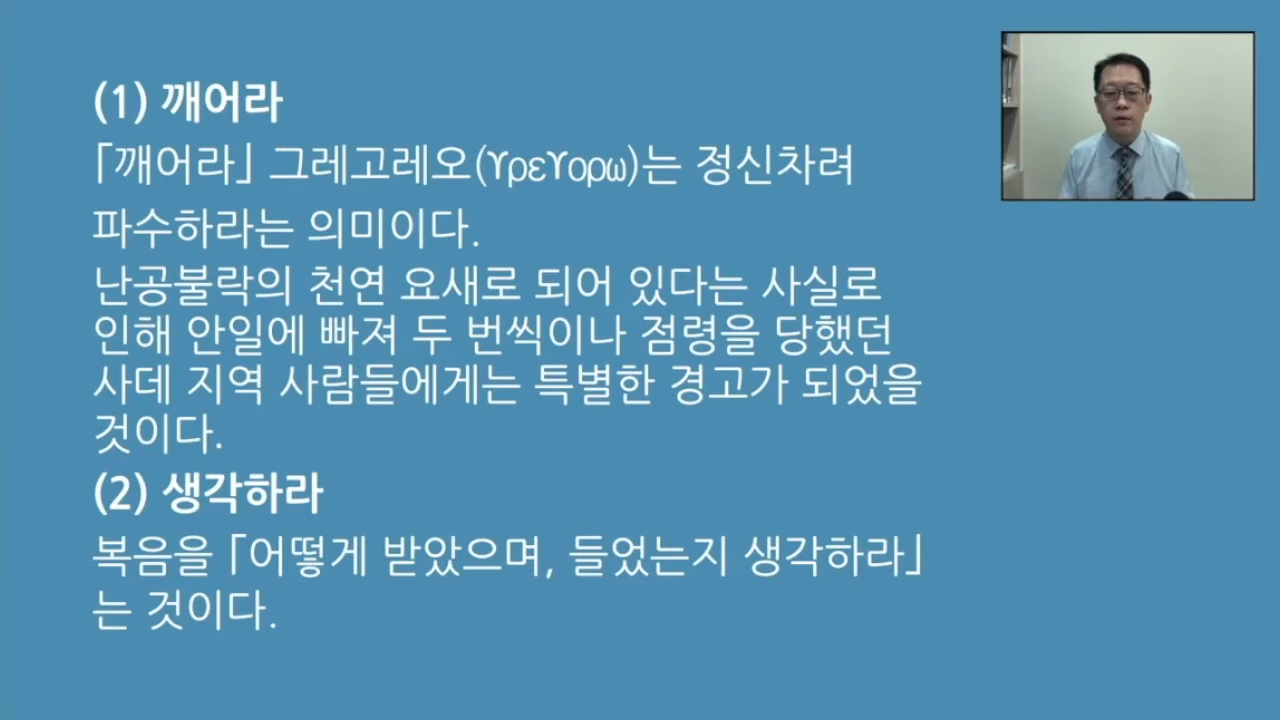 (1) 깨어라
「깨어라」 그레고레오(ϒρεϒορω)는 정신차려
파수하라는 의미이다.
난공불락의 천연 요새로 되어 있다는 사실로
인해 안일에 빠져 두 번씩이나 점령을 당했던
사데 지역 사람들에게는 특별한 경고가 되었을
것이다.
(2) 생각하라
복음을 「어떻게 받았으며, 들었는지 생각하라」
는 것이다.